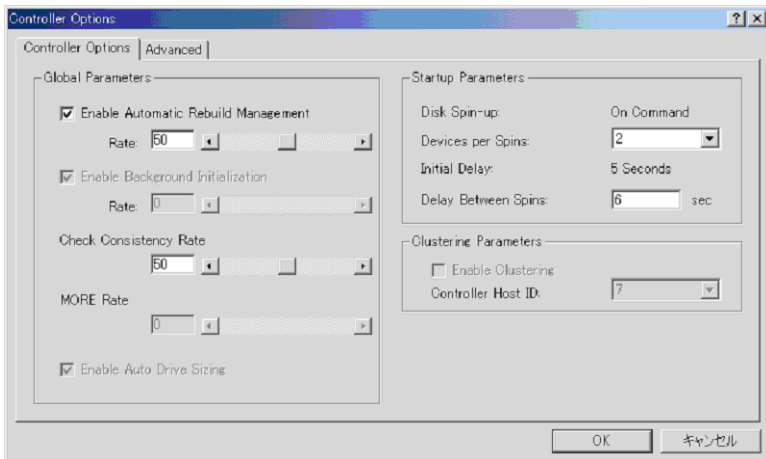 Controller Options
Controller Options
Advanced
Global Parameters
Enable Automatic Rebuild Management
Rate: 50
Enable Background Initialization
Rate: 0
Check Consistency Rate
50
MORE Rate
0
Enable Auto Drive Sizing
Startup Parameters
Disk Spin-up: On Command
Devices per Spins: 2
Initial Delay: 5 Seconds
Delay Between Spins: 6 sec
Clustering Parameters
Enable Clustering
Controller Host ID: 7
OK
キャンセル